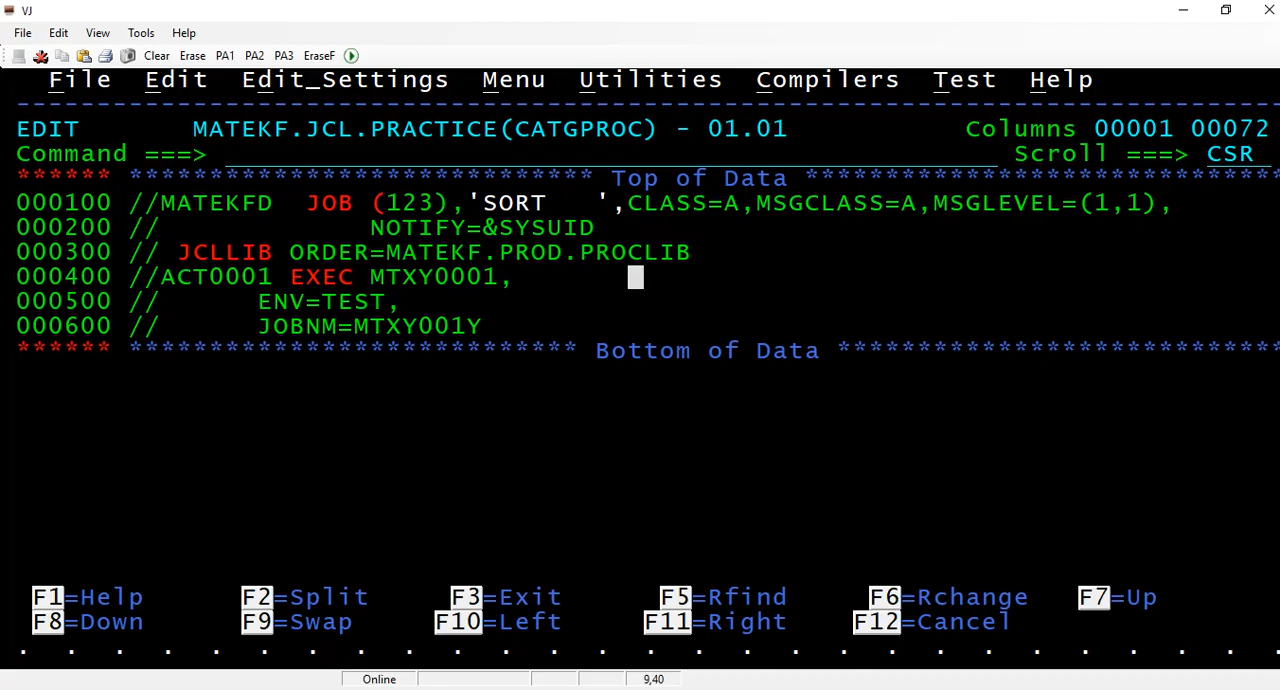 VJ
File Edit View Tools Help
Clear Erase PA1 PA2 PA3 EraseF
File Edit Edit_Settings Menu Utilities Compilers Test Help
--------------------------------------------------------------------------------
EDIT MATEKF.JCL.PRACTICE(CATGPROC) - 01.01 Columns 00001 00072
Command ===> Scroll ===> CSR
****** ***************************** Top of Data *****************************
000100 //MATEKFD  JOB (123),'SORT   ',CLASS=A,MSGCLASS=A,MSGLEVEL=(1,1),
000200 //             NOTIFY=&SYSUID
000300 // JCLLIB ORDER=MATEKF.PROD.PROCLIB
000400 //ACT0001 EXEC MTXY0001,
000500 //      ENV=TEST,
000600 //      JOBNM=MTXY001Y
****** **************************** Bottom of Data ****************************
F1=Help F2=Split F3=Exit F5=Rfind F6=Rchange F7=Up
F8=Down F9=Swap F10=Left F11=Right F12=Cancel
. . . . . . . . . . . . . . . . . . . . . . . . . . .
Online 9,40